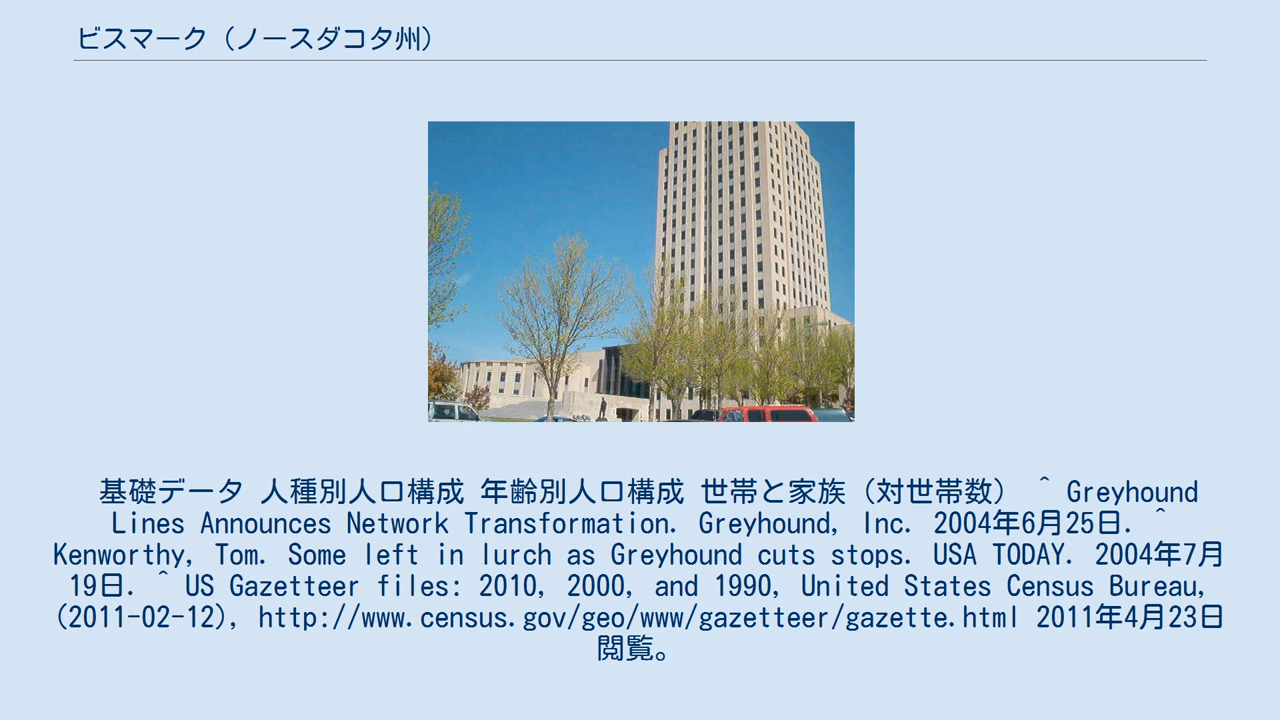 ビスマーク（ノースダコタ州）
基礎データ 人種別人口構成 年齢別人口構成 世帯と家族（対世帯数） ^ Greyhound
Lines Announces Network Transformation. Greyhound, Inc. 2004年6月25日. ^
Kenworthy, Tom. Some left in lurch as Greyhound cuts stops. USA TODAY. 2004年7月
19日. ^ US Gazetteer files: 2010, 2000, and 1990, United States Census Bureau,
(2011-02-12), http://www.census.gov/geo/www/gazetteer/gazette.html 2011年4月23日
閲覧。